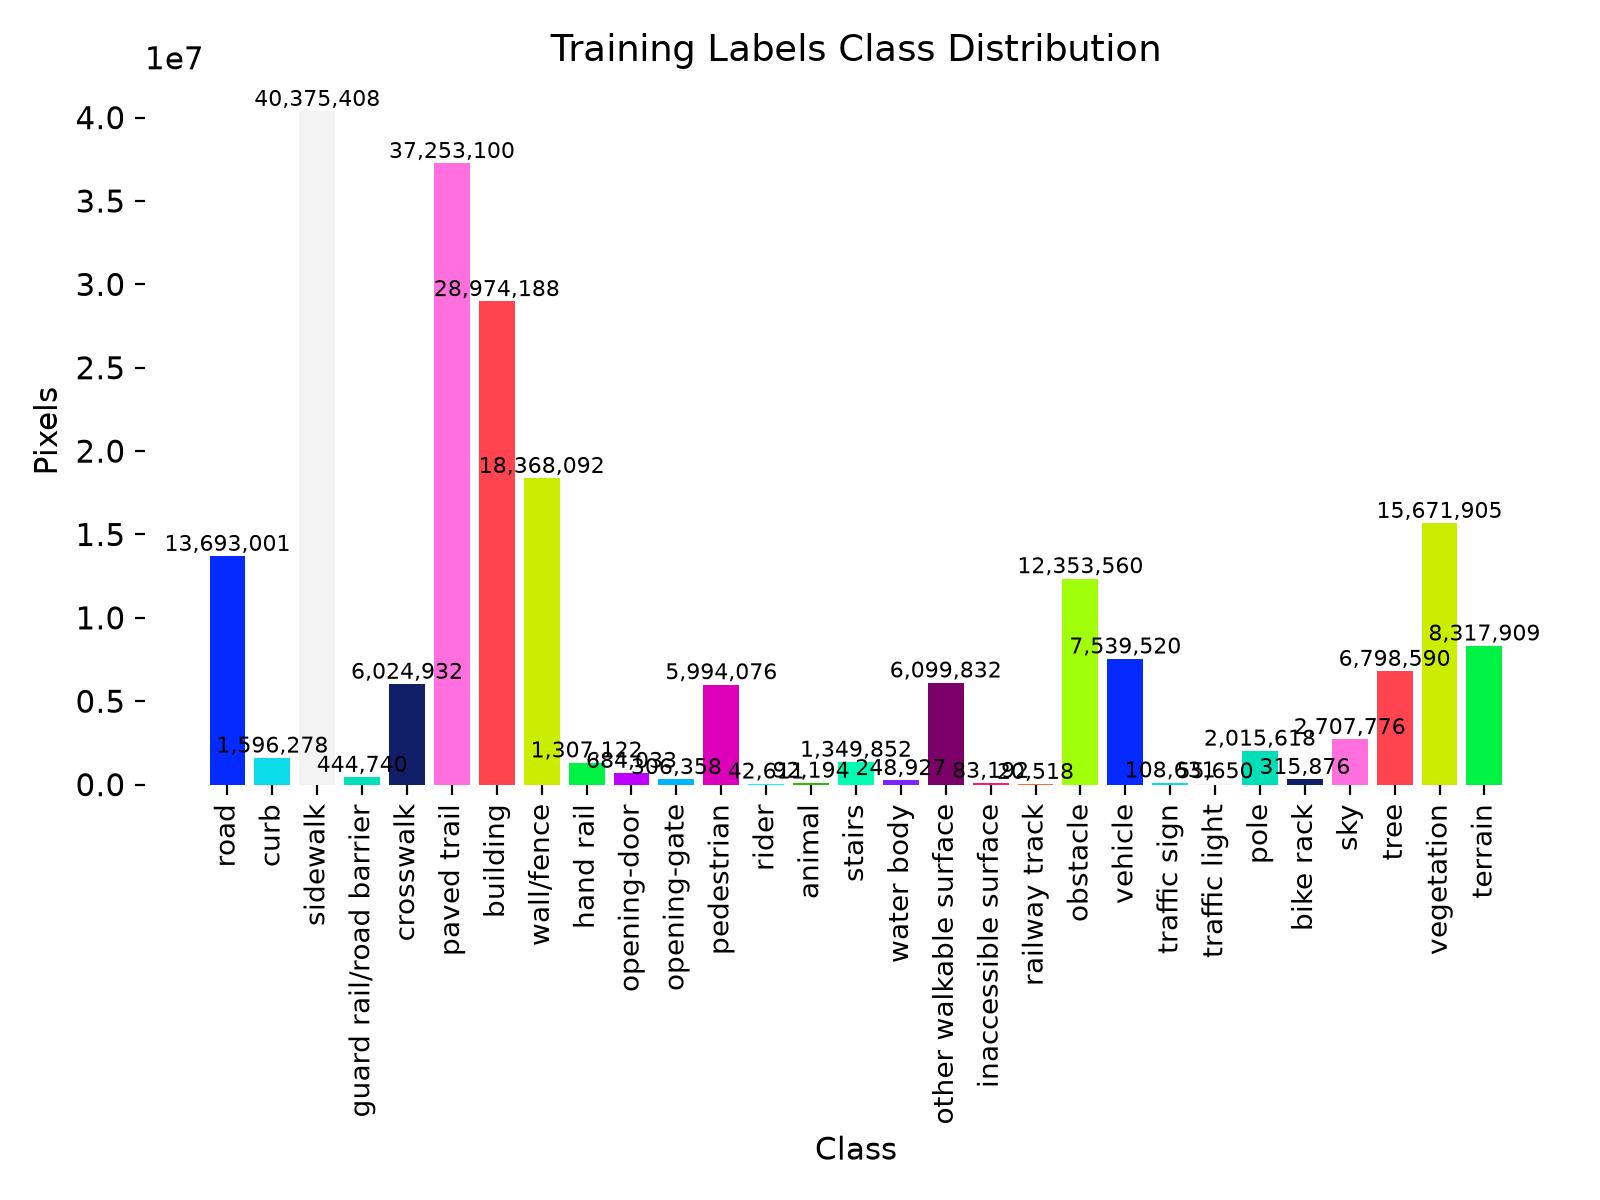 Training Labels Class Distribution
1e7
4.0
3.5
3.0
2.5
2.0
1.5
1.0
0.5
0.0
Pixels
13,693,001
1,596,278
40,375,408
444,740
6,024,932
37,253,100
28,974,188
18,368,092
1,307,122
306,358
5,994,076
1,349,852
248,927
6,099,832
20,518
12,353,560
7,539,520
2,015,618
315,876
2,707,776
6,798,590
15,671,905
8,317,909
road
curb
sidewalk
guard rail/road barrier
crosswalk
paved trail
building
wall/fence
hand rail
opening-door
opening-gate
pedestrian
rider
animal
stairs
water body
other walkable surface
inaccessible surface
railway track
obstacle
vehicle
traffic sign
traffic light
pole
bike rack
sky
tree
vegetation
terrain
Class